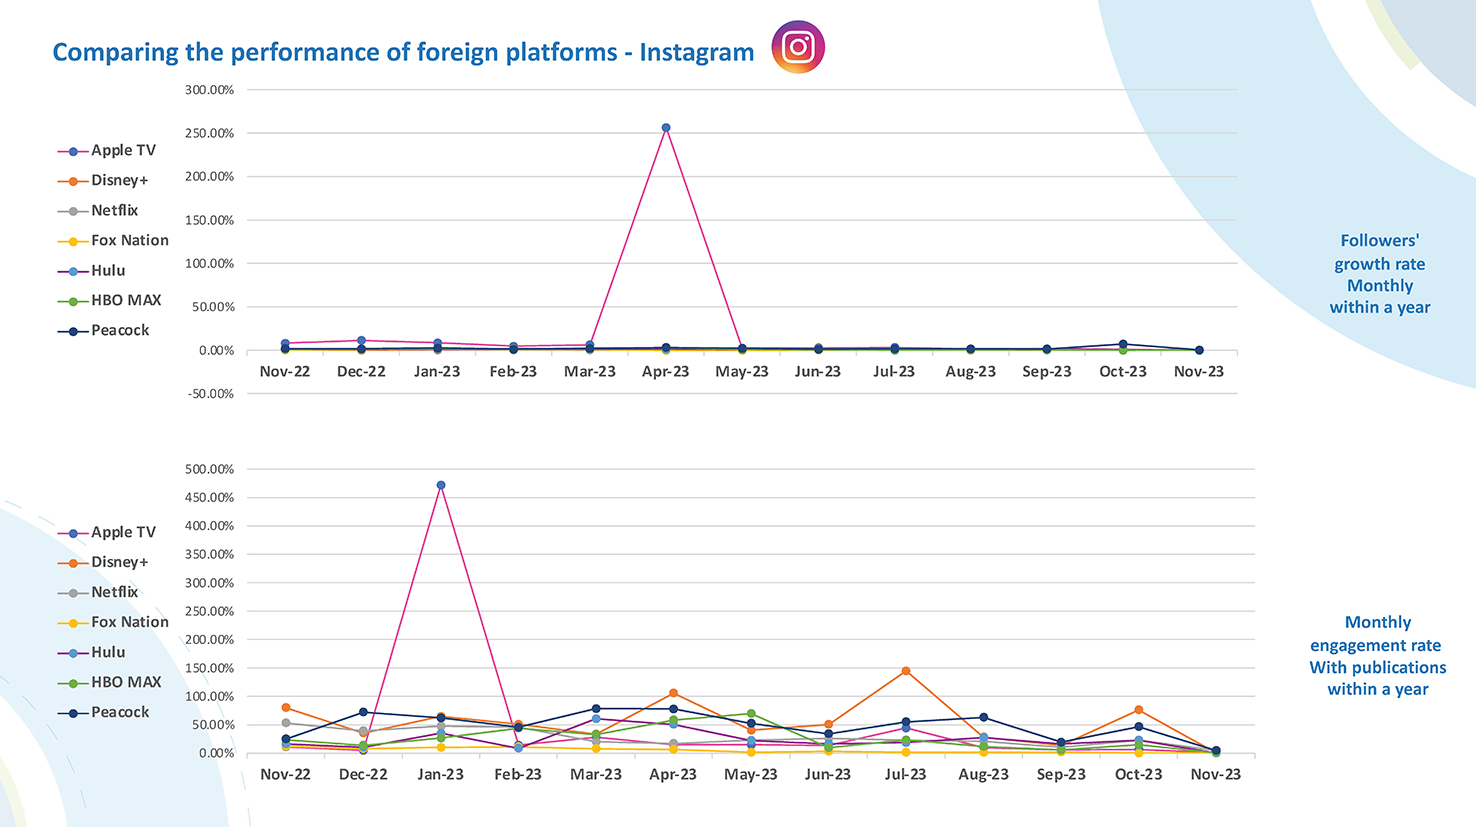 Comparing the performance of foreign platforms - Instagram
300.00%
250.00%
200.00%
150.00%
100.00%
50.00%
0.00%
-50.00%
Apple TV
Disney+
Netflix
Fox Nation
Hulu
HBO MAX
Peacock
Nov-22 Dec-22 Jan-23 Feb-23 Mar-23 Apr-23 May-23 Jun-23 Jul-23 Aug-23 Sep-23 Oct-23 Nov-23
Followers'
growth rate
Monthly
within a year
500.00%
450.00%
400.00%
350.00%
300.00%
250.00%
200.00%
150.00%
100.00%
50.00%
0.00%
Apple TV
Disney+
Netflix
Fox Nation
Hulu
HBO MAX
Peacock
Nov-22 Dec-22 Jan-23 Feb-23 Mar-23 Apr-23 May-23 Jun-23 Jul-23 Aug-23 Sep-23 Oct-23 Nov-23
Monthly
engagement rate
With publications
within a year